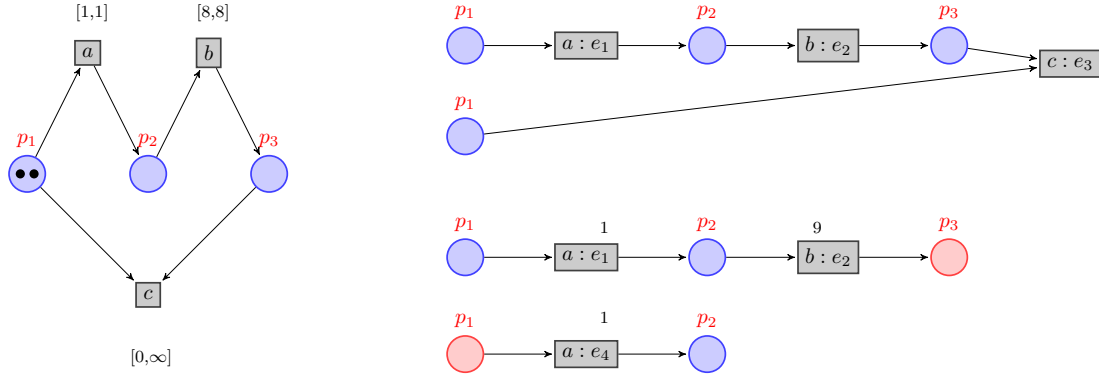 [1,1] [8,8]
a b
p₁ p₂ p₃
c
[0,∞]
p₁ p₂ p₃
a : e₁ b : e₂ c : e₃
p₁
p₁ 1 p₂ 9 p₃
a : e₁ b : e₂
p₁ 1 p₂
a : e₄